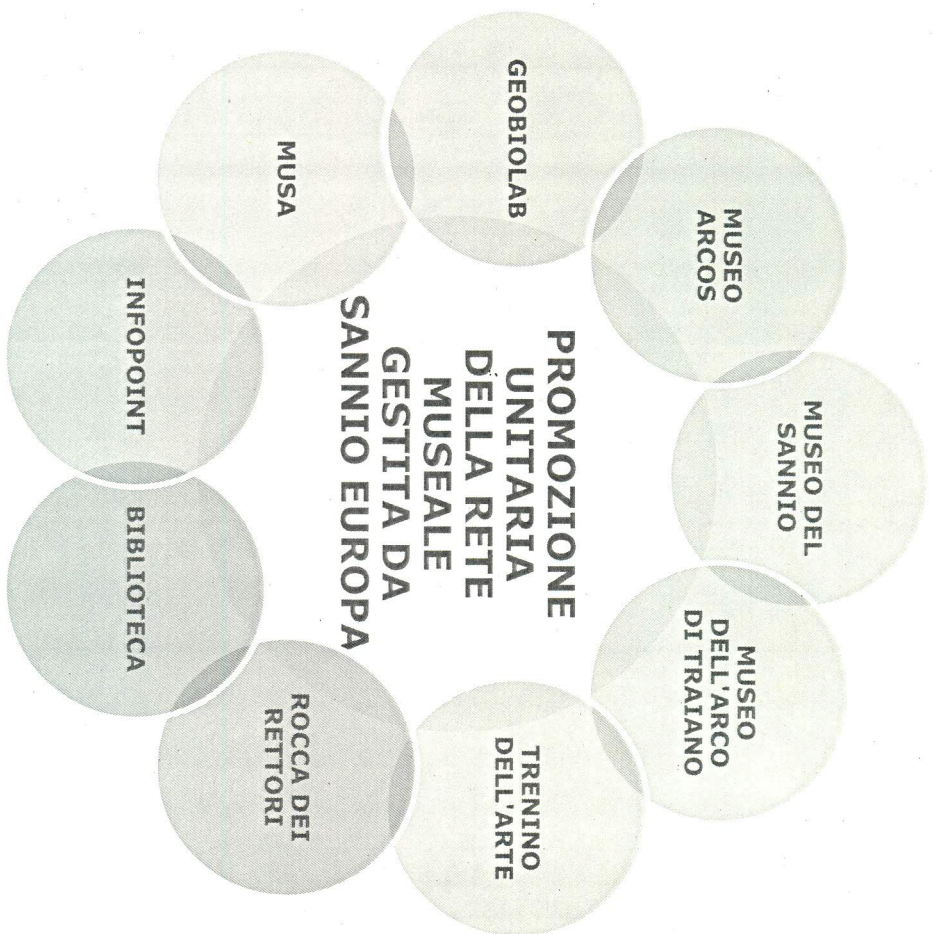 MUSEO DEL
SANNIO
MUSEO
DELL'ARCO
DI TRAIANO
TRENINO
DELL'ARTE
ROCCA DEI
RETTORI
BIBLIOTECA
INFOPOINT
MUSA
GEOBIOLAB
MUSEO
ARCOS
PROMOZIONE
UNITARIA
DELLA RETE
MUSEALE
GESTITA DA
SANNIO EUROPA